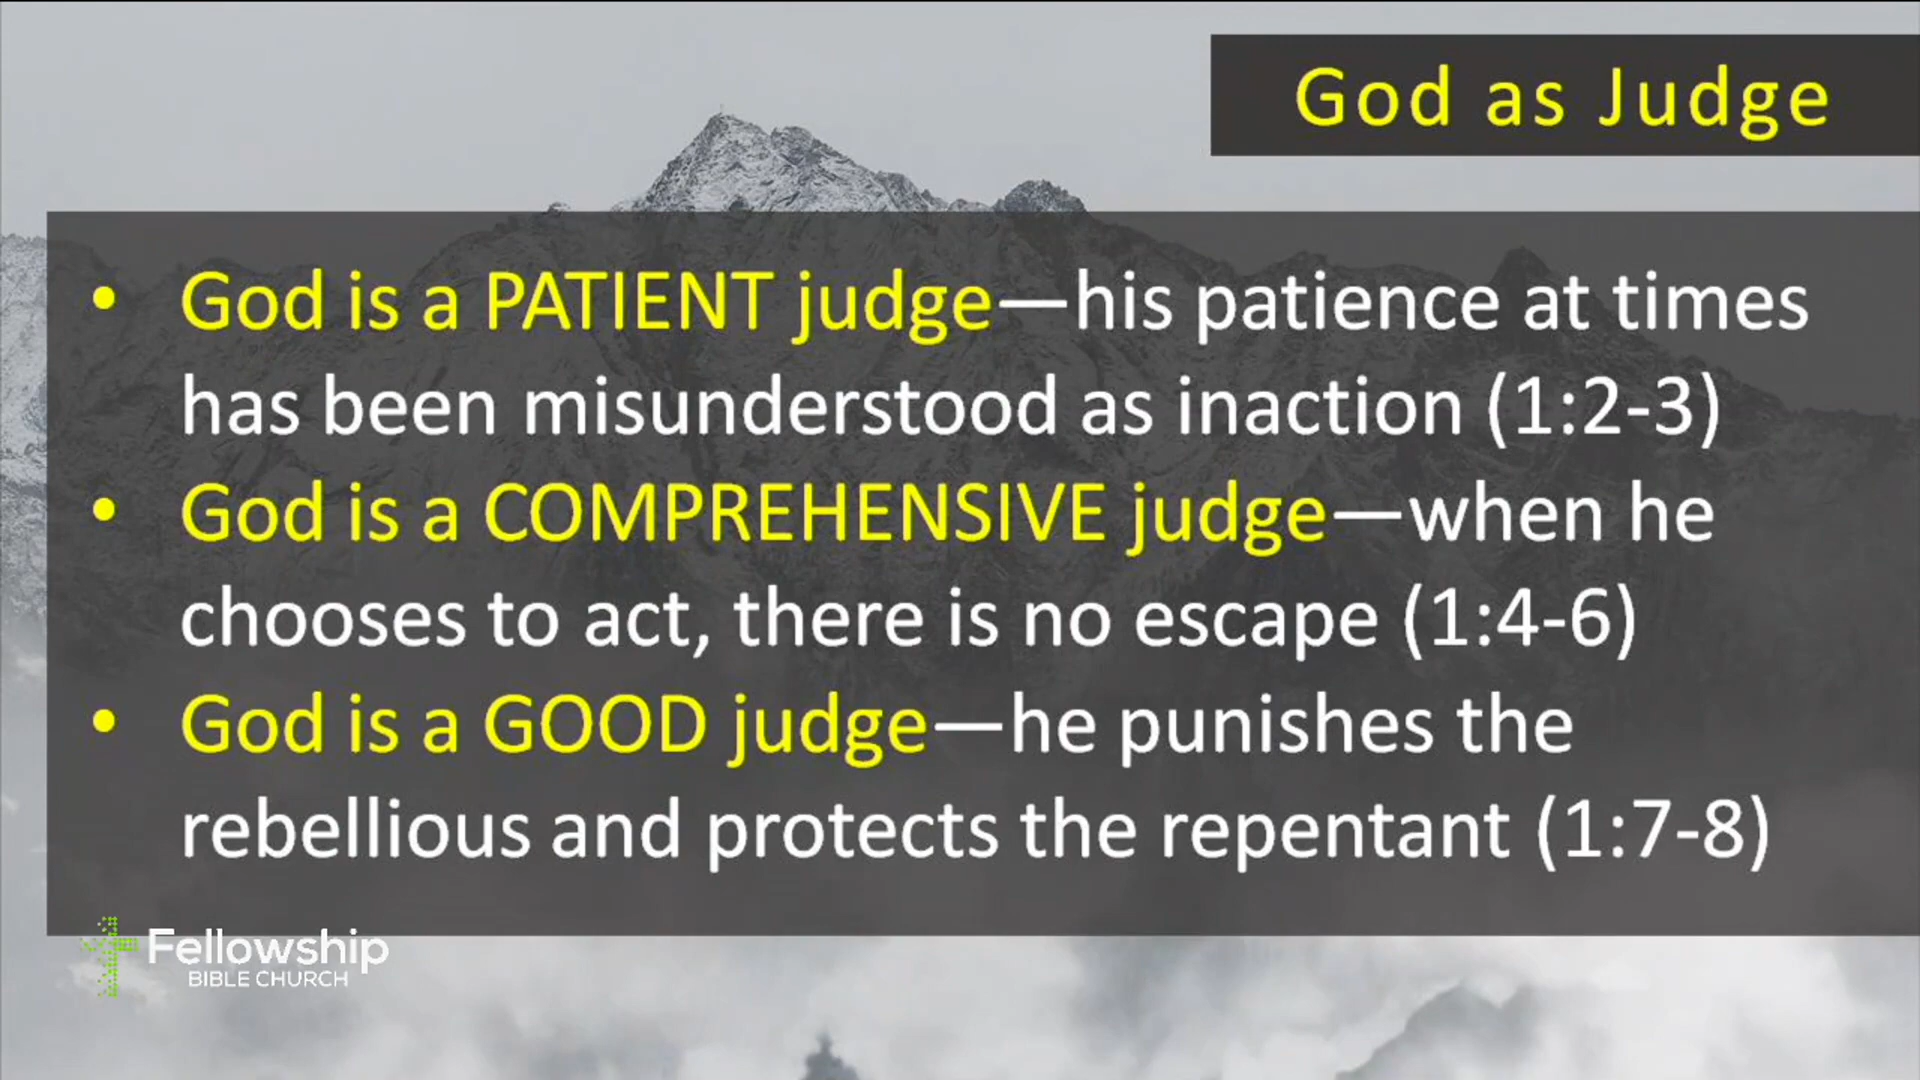 God as Judge
• God is a PATIENT judge—his patience at times
has been misunderstood as inaction (1:2-3)
• God is a COMPREHENSIVE judge—when he
chooses to act, there is no escape (1:4-6)
• God is a GOOD judge—he punishes the
rebellious and protects the repentant (1:7-8)
Fellowship
BIBLE CHURCH